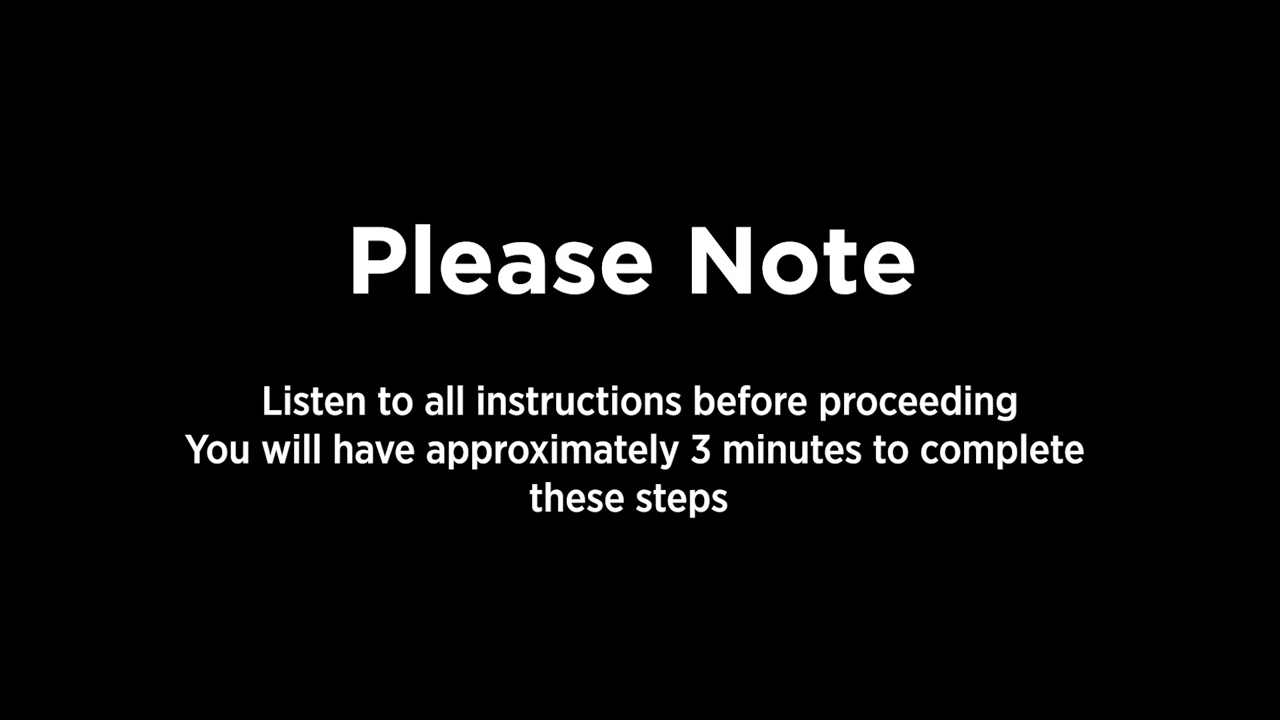 Please Note
Listen to all instructions before proceeding
You will have approximately 3 minutes to complete
these steps